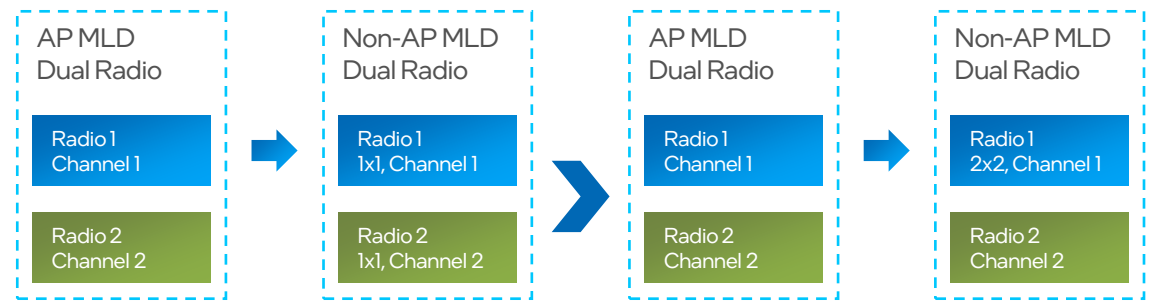 AP MLD
Dual Radio
Radio 1
Channel 1
Radio 2
Channel 2
Non-AP MLD
Dual Radio
Radio 1
1x1, Channel 1
Radio 2
1x1, Channel 2
AP MLD
Dual Radio
Radio 1
Channel 1
Radio 2
Channel 2
Non-AP MLD
Dual Radio
Radio 1
2x2, Channel 1
Radio 2
Channel 2